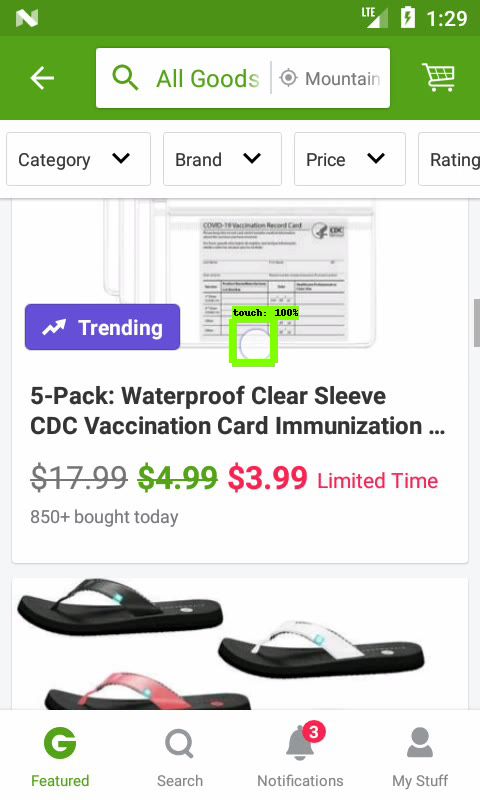 LTE 1:29
All Goods Mountain
Category Brand Price Rating
COVID-19 Vaccination Record Card
CDC
touch: 100%
Trending
5-Pack: Waterproof Clear Sleeve
CDC Vaccination Card Immunization ...
$17.99 $4.99 $3.99 Limited Time
850+ bought today
3
G
Featured Search Notifications My Stuff